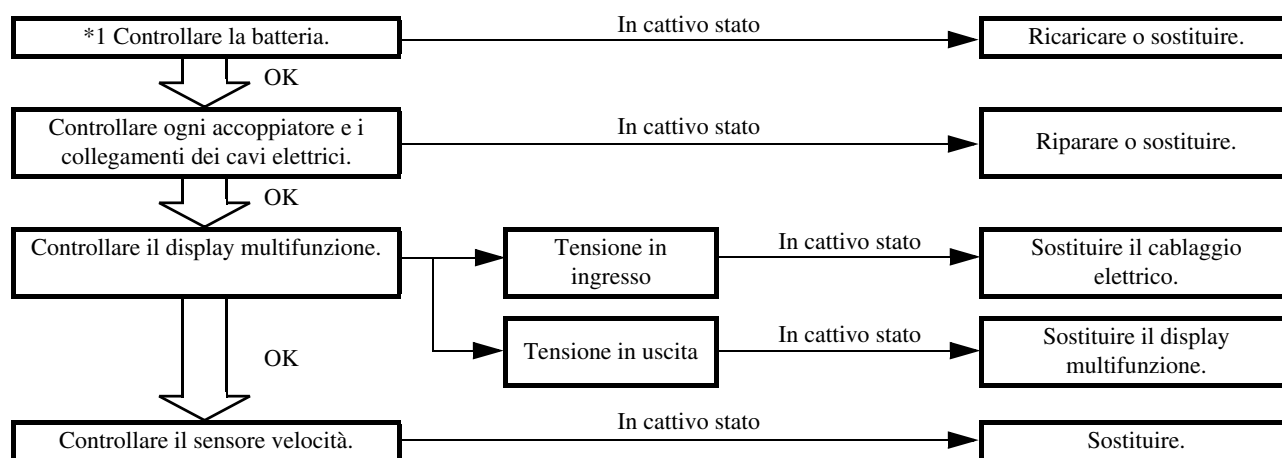 *1 Controllare la batteria.
In cattivo stato
Ricaricare o sostituire.
OK
Controllare ogni accoppiatore e i
collegamenti dei cavi elettrici.
In cattivo stato
Riparare o sostituire.
OK
Controllare il display multifunzione.
Tensione in
ingresso
In cattivo stato
Sostituire il cablaggio
elettrico.
Tensione in uscita
In cattivo stato
Sostituire il display
multifunzione.
OK
Controllare il sensore velocità.
In cattivo stato
Sostituire.